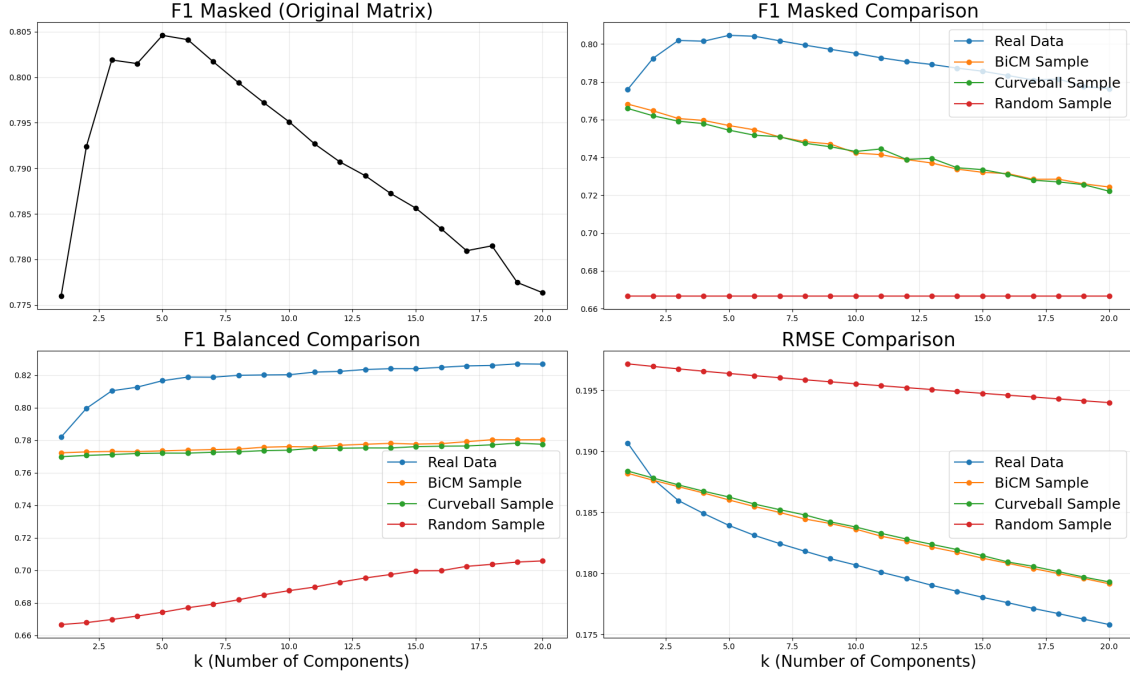 F1 Masked (Original Matrix)
0.805
0.800
0.795
0.790
0.785
0.780
0.775
2.5 5.0 7.5 10.0 12.5 15.0 17.5 20.0
F1 Masked Comparison
0.80
0.78
0.76
0.74
0.72
0.70
0.68
0.66
Real Data
BiCM Sample
Curveball Sample
Random Sample
2.5 5.0 7.5 10.0 12.5 15.0 17.5 20.0
F1 Balanced Comparison
0.82
0.80
0.78
0.76
0.74
0.72
0.70
0.68
0.66
Real Data
BiCM Sample
Curveball Sample
Random Sample
2.5 5.0 7.5 10.0 12.5 15.0 17.5 20.0
k (Number of Components)
RMSE Comparison
0.195
0.190
0.185
0.180
0.175
Real Data
BiCM Sample
Curveball Sample
Random Sample
2.5 5.0 7.5 10.0 12.5 15.0 17.5 20.0
k (Number of Components)